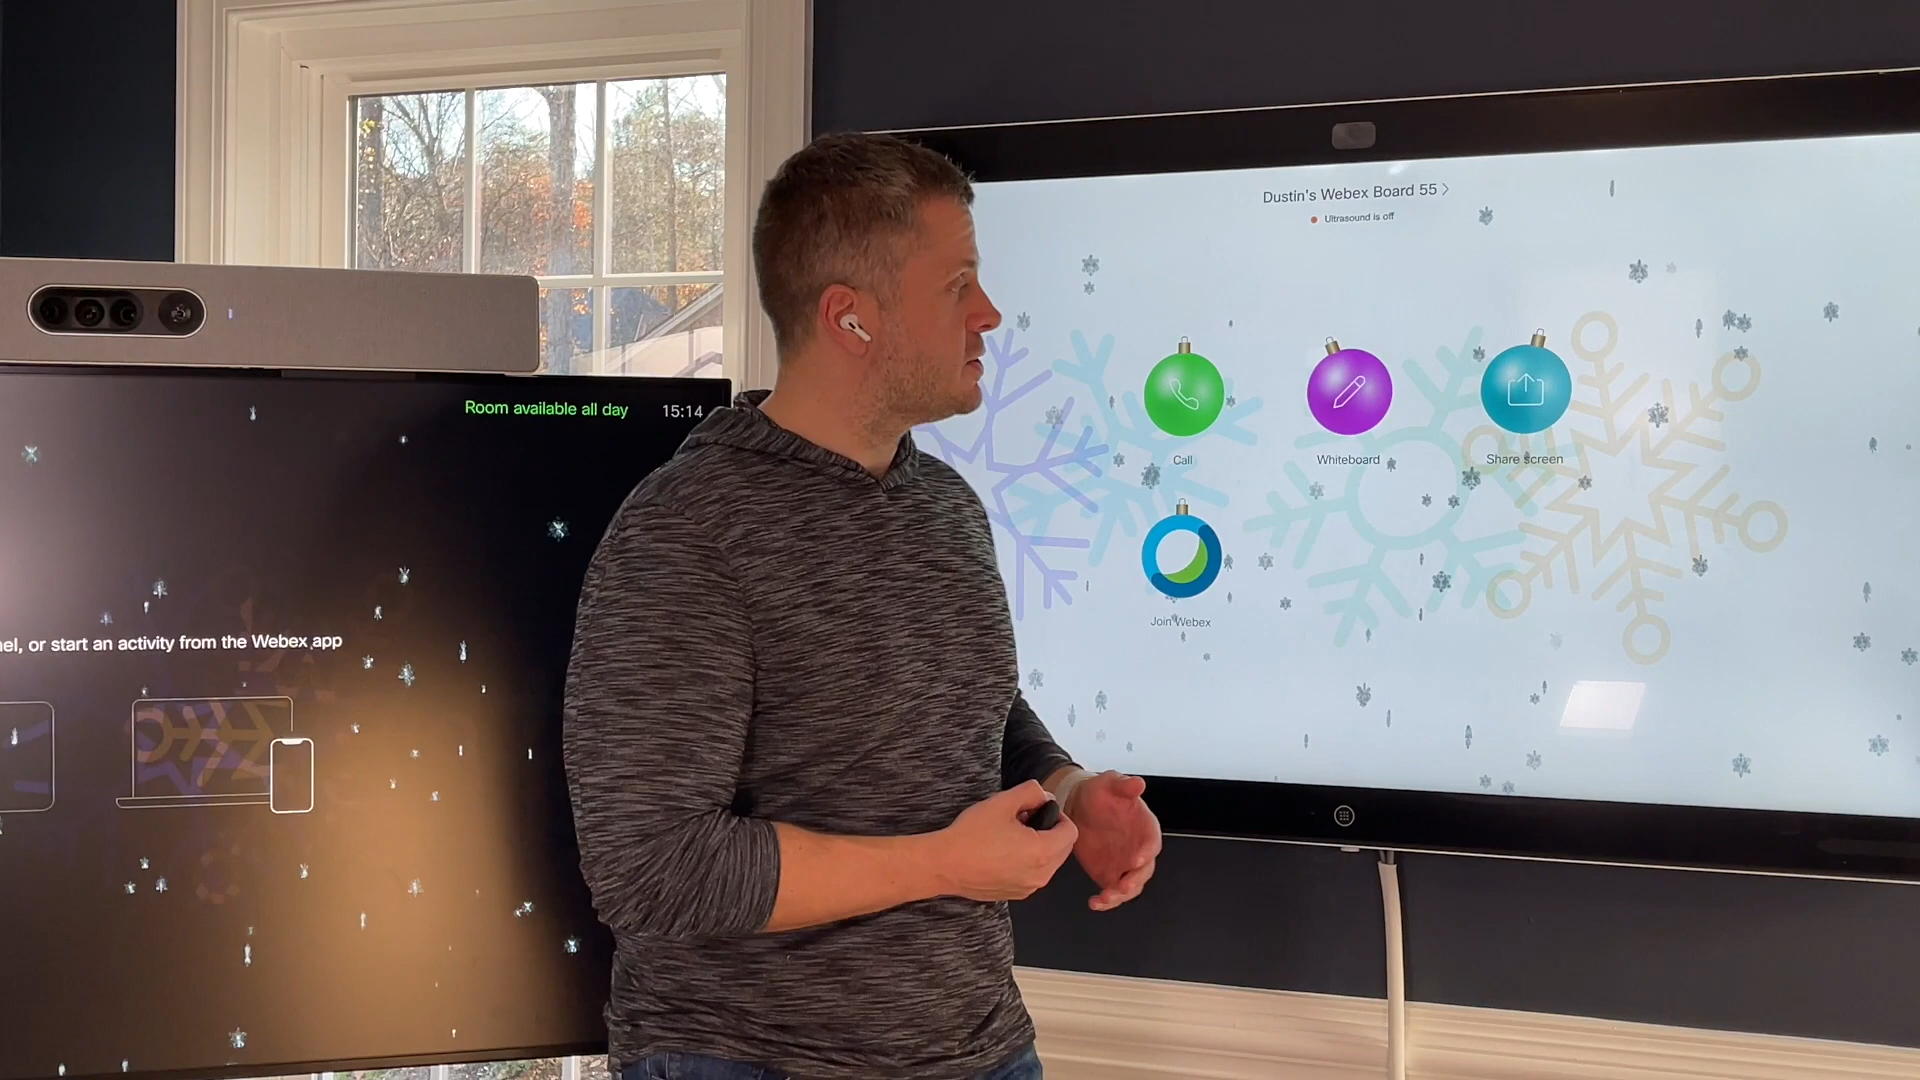 Room available all day 15:14
or start an activity from the Webex app
Dustin's Webex Board 55
Ultrasound is off
Call
Whiteboard
Share screen
Join Webex